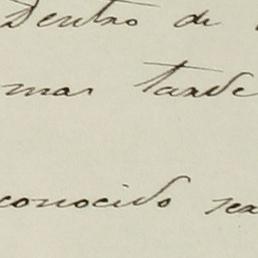 Dentro de
mas tarde
conocido